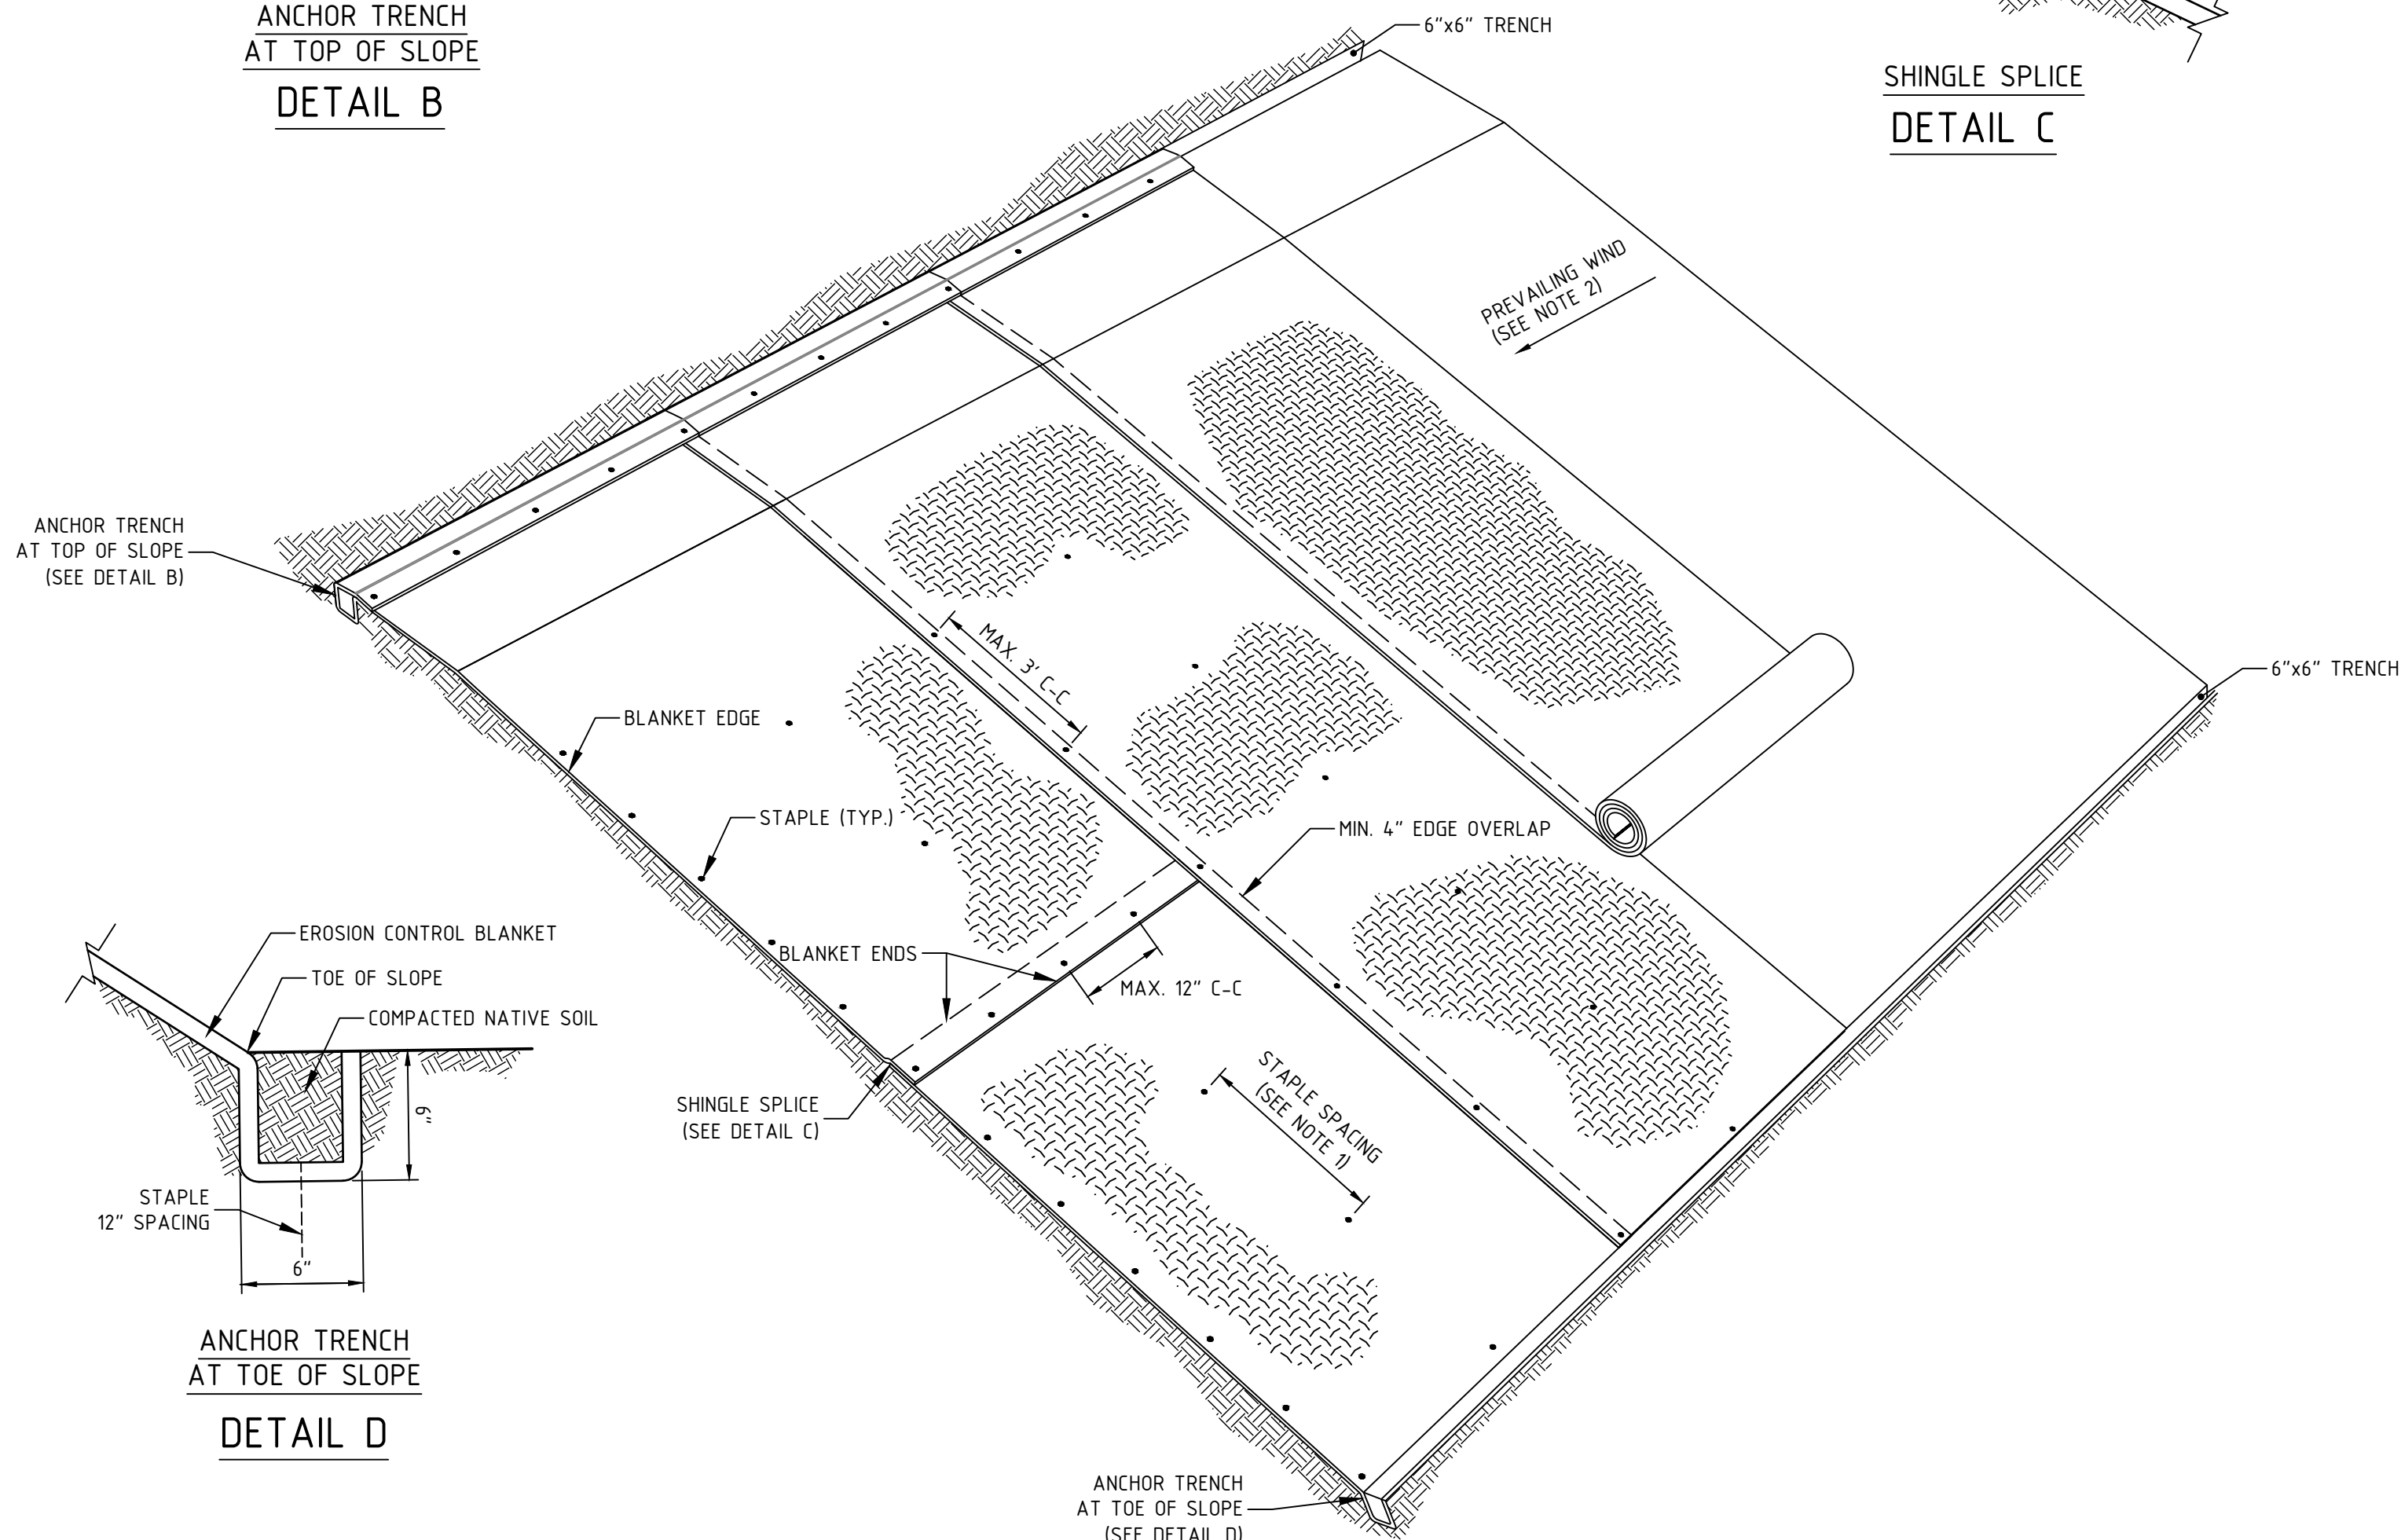 ANCHOR TRENCH
AT TOP OF SLOPE
DETAIL B
6"x6" TRENCH
SHINGLE SPLICE
DETAIL C
PREVAILING WIND
(SEE NOTE 2)
ANCHOR TRENCH
AT TOP OF SLOPE
(SEE DETAIL B)
MAX. 3' C-C
6"x6" TRENCH
BLANKET EDGE
STAPLE (TYP.)
MIN. 4" EDGE OVERLAP
BLANKET ENDS
MAX. 12" C-C
EROSION CONTROL BLANKET
TOE OF SLOPE
COMPACTED NATIVE SOIL
6"
STAPLE
12" SPACING
6"
SHINGLE SPLICE
(SEE DETAIL C)
STAPLE SPACING
(SEE NOTE 1)
ANCHOR TRENCH
AT TOE OF SLOPE
DETAIL D
ANCHOR TRENCH
AT TOE OF SLOPE
(SEE DETAIL D)